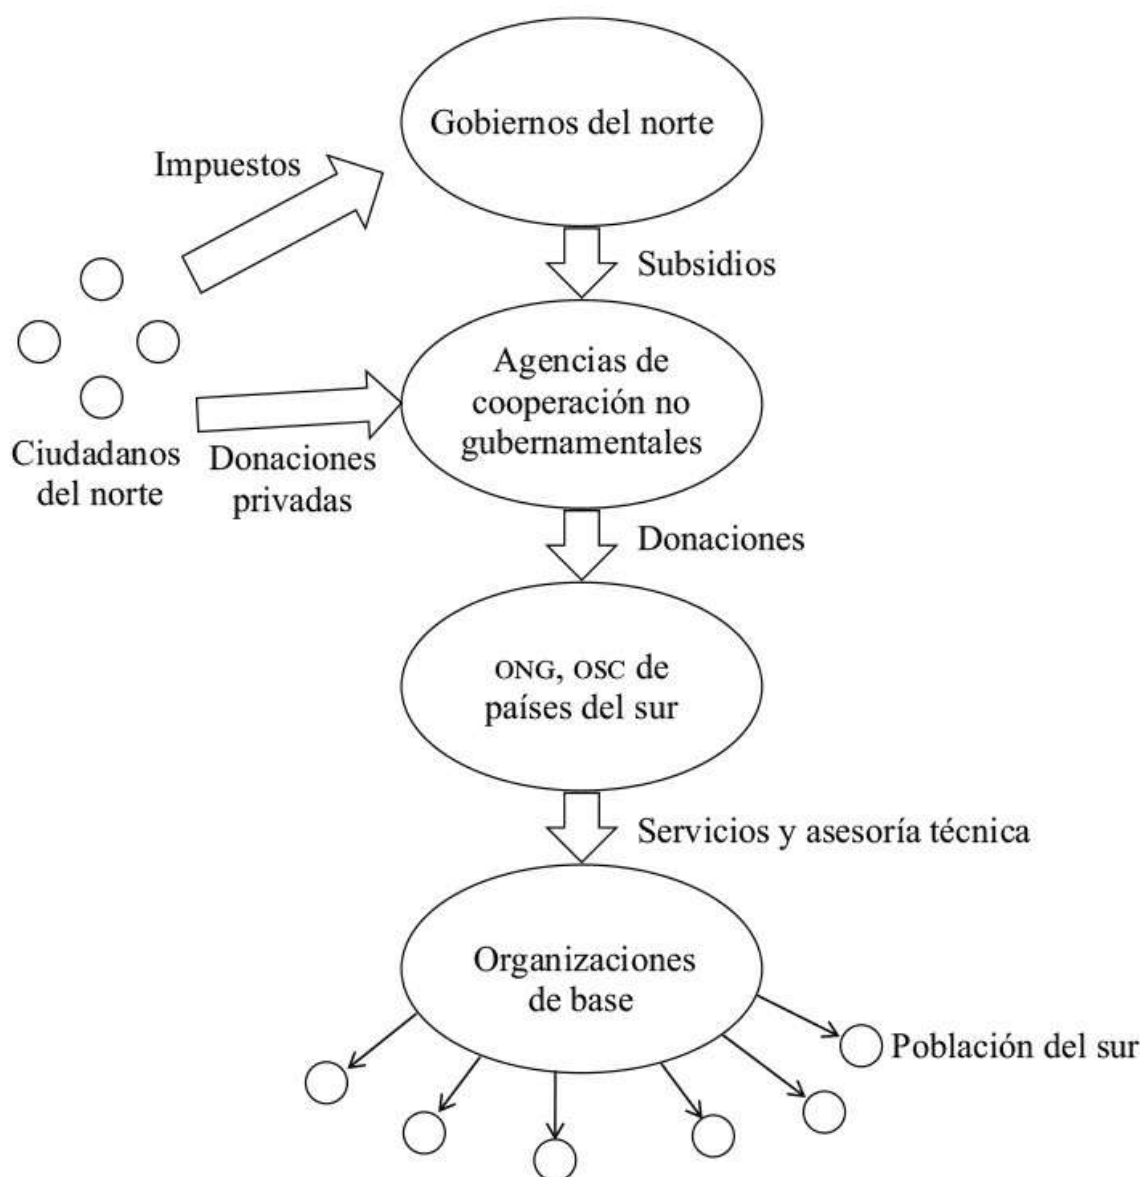 Gobiernos del norte
Impuestos
Subsidios
Agencias de
cooperación no
gubernamentales
Ciudadanos
del norte
Donaciones
privadas
Donaciones
ONG, OSC de
países del sur
Servicios y asesoría técnica
Organizaciones
de base
Población del sur